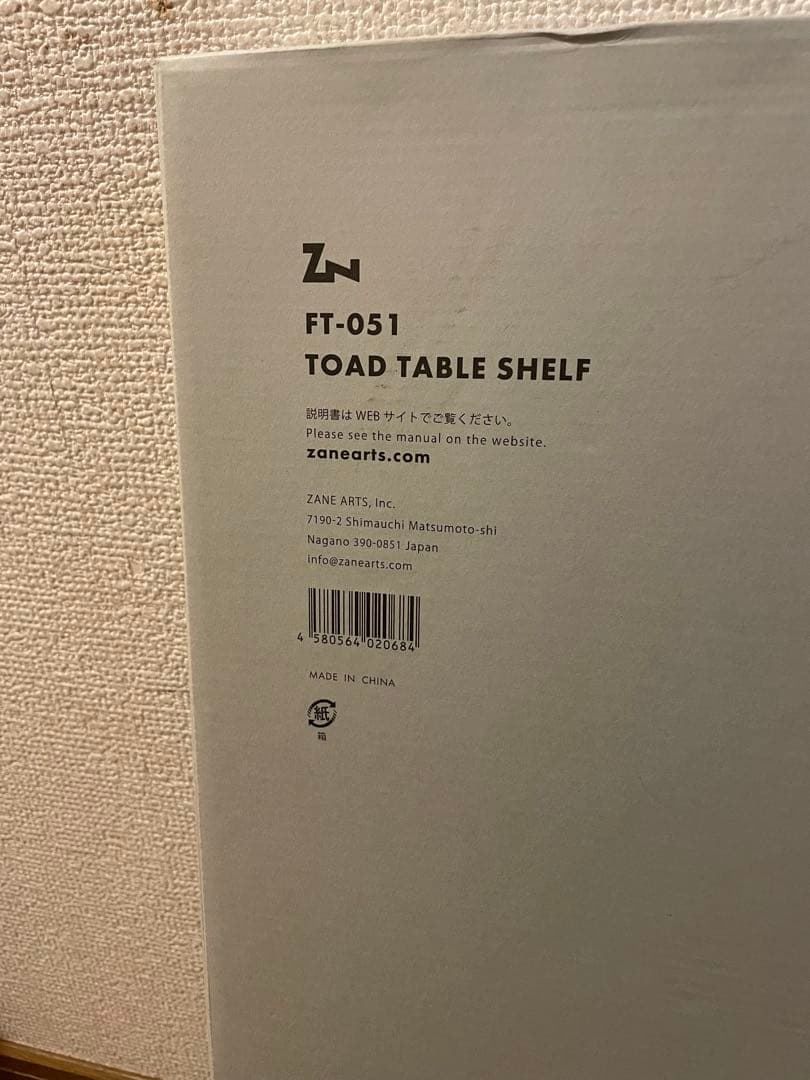 ZN
FT-051
TOAD TABLE SHELF
説明書は WEB サイトでご覧ください。
Please see the manual on the website.
zanearts.com
ZANE ARTS, Inc.
7190-2 Shimauchi Matsumoto-shi
Nagano 390-0851 Japan
info@zanearts.com
4 580564 020684
MADE IN CHINA
紙
箱